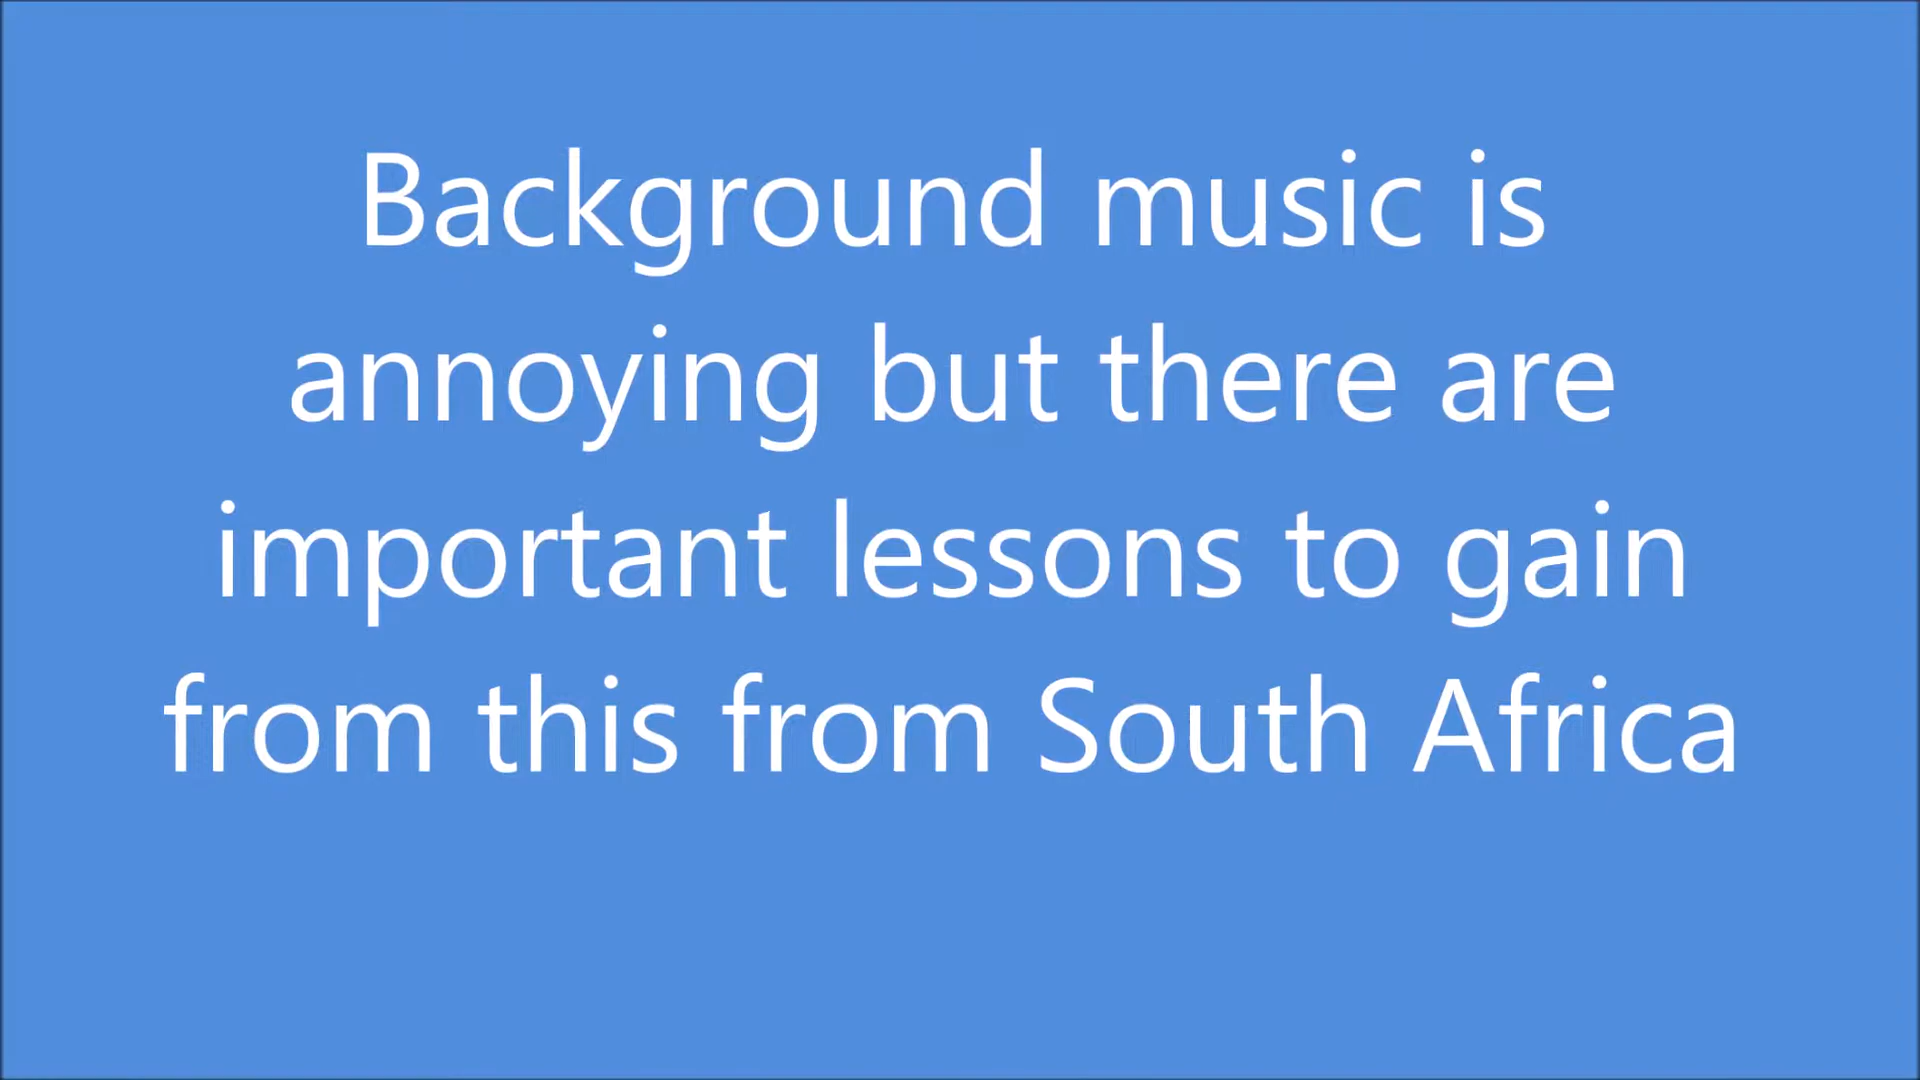 Background music is
annoying but there are
important lessons to gain
from this from South Africa